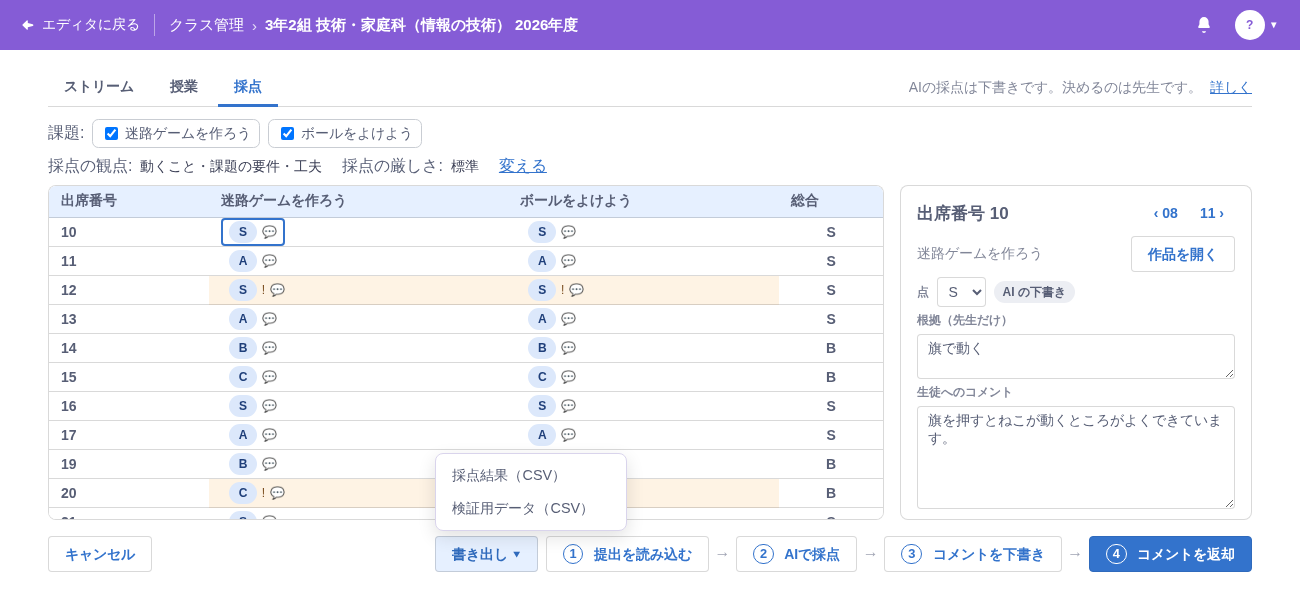 エディタに戻る クラス管理 › 3年2組 技術・家庭科（情報の技術） 2026年度 ? ▼
ストリーム 授業 採点 AIの採点は下書きです。決めるのは先生です。 詳しく
課題: 迷路ゲームを作ろう ボールをよけよう
採点の観点: 動くこと・課題の要件・工夫 採点の厳しさ: 標準 変える
出席番号 迷路ゲームを作ろう ボールをよけよう 総合
10 S S S
11 A A S
12 S ! S ! S
13 A A S
14 B B B
15 C C B
16 S S S
17 A A S
19 B B
20 C ! B
出席番号 10 ‹ 08 11 ›
迷路ゲームを作ろう 作品を開く
点 S AI の下書き
根拠（先生だけ）
旗で動く
生徒へのコメント
旗を押すとねこが動くところがよくできていま
す。
採点結果（CSV）
検証用データ（CSV）
キャンセル 書き出し ▼ 1 提出を読み込む → 2 AIで採点 → 3 コメントを下書き → 4 コメントを返却